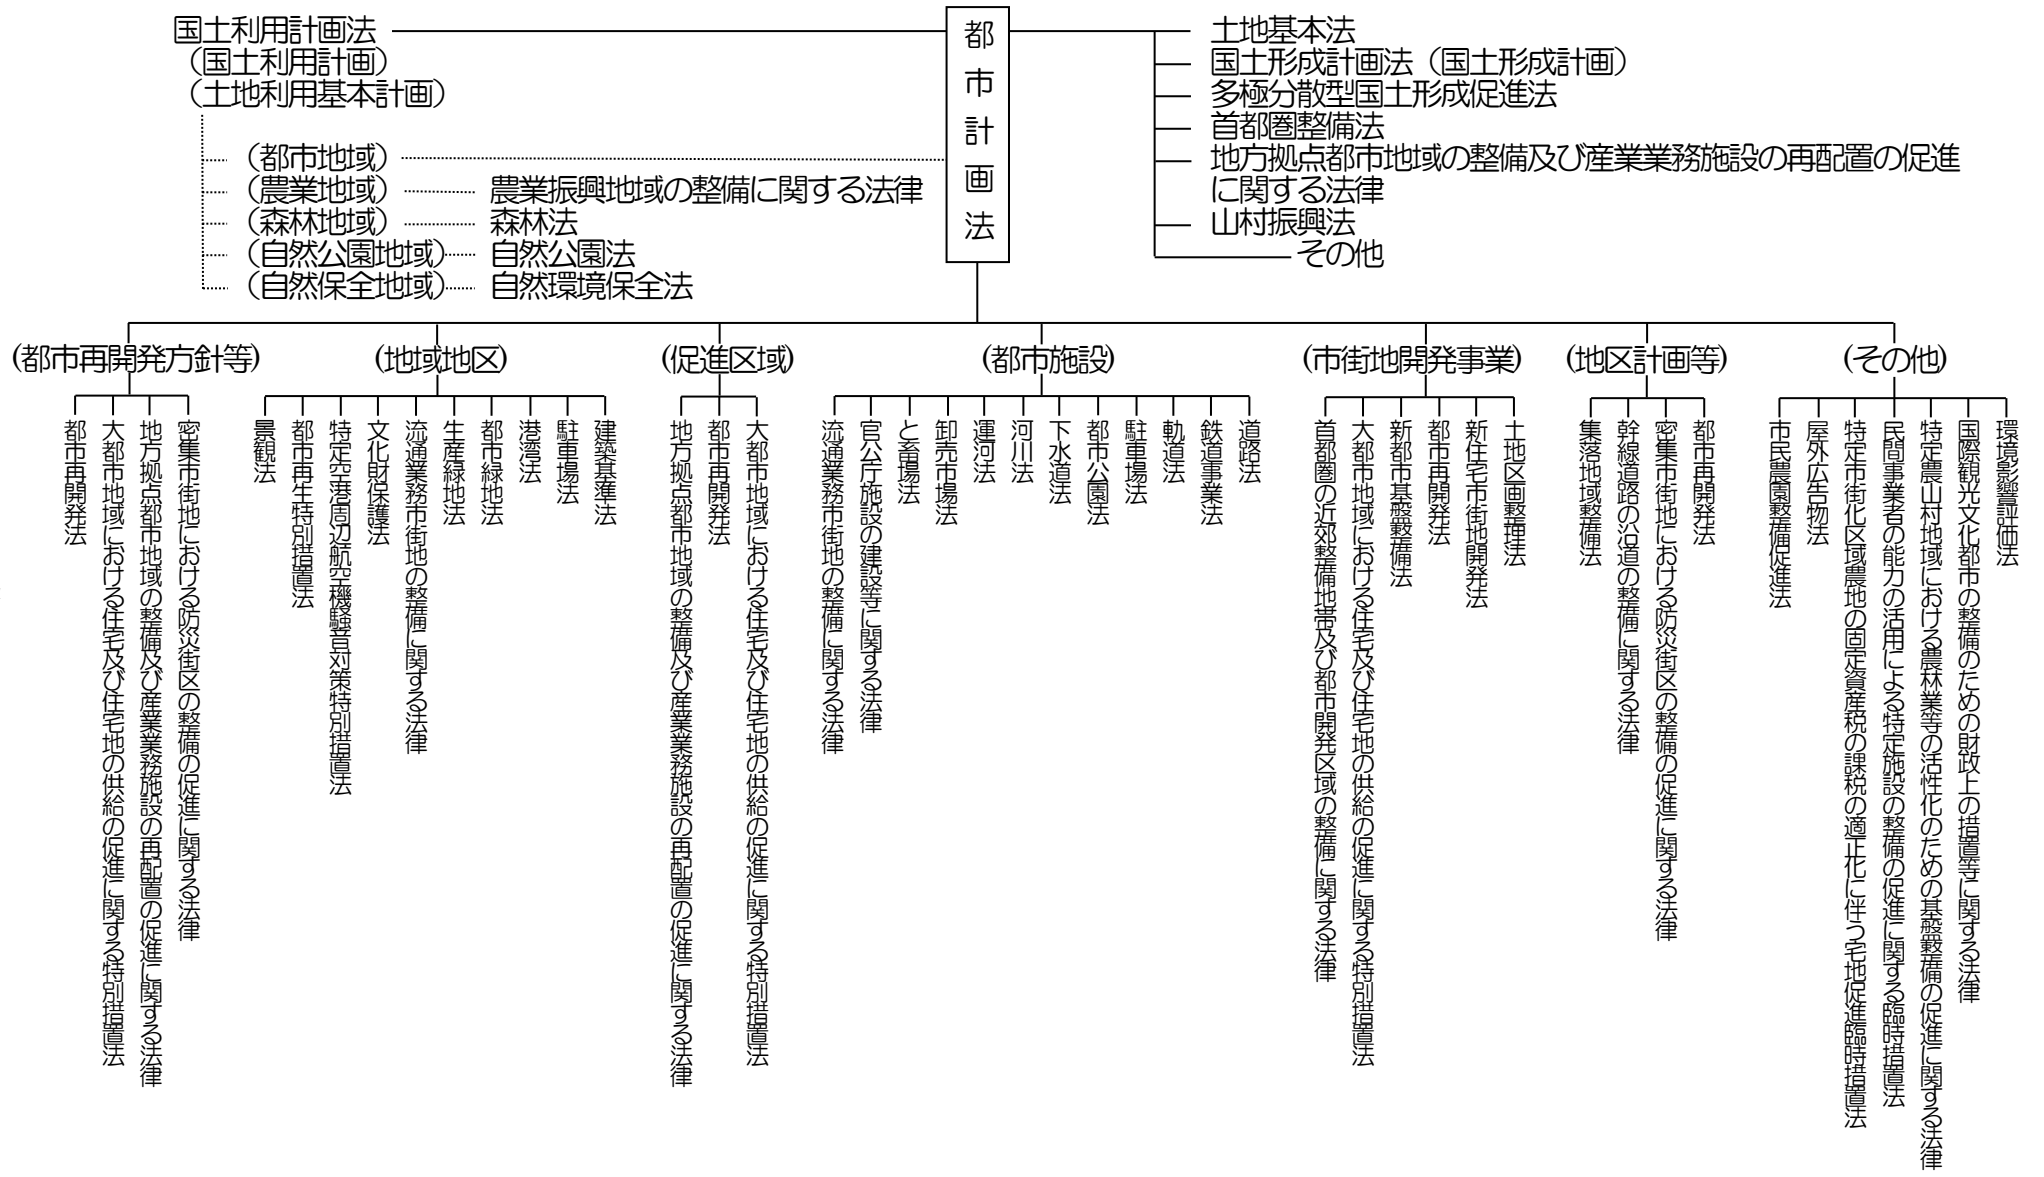 国土利用計画法
（国土利用計画）
（土地利用基本計画）
（都市地域）
（農業地域）
農業振興地域の整備に関する法律
（森林地域）
森林法
（自然公園地域）
自然公園法
（自然保全地域）
自然環境保全法
都市計画法
土地基本法
国土形成計画法（国土形成計画）
多極分散型国土形成促進法
首都圏整備法
地方拠点都市地域の整備及び産業業務施設の再配置の促進
に関する法律
山村振興法
その他
(都市再開発方針等)
都市再開発法
大都市地域における住宅及び住宅地の供給の促進に関する特別措置法
地方拠点都市地域の整備及び産業業務施設の再配置の促進に関する法律
密集市街地における防災街区の整備の促進に関する法律
(地域地区)
景観法
都市再生特別措置法
特定空港周辺航空機騒音対策特別措置法
文化財保護法
流通業務市街地の整備に関する法律
生産緑地法
都市緑地法
港湾法
駐車場法
建築基準法
(促進区域)
地方拠点都市地域の整備及び産業業務施設の再配置の促進に関する法律
都市再開発法
大都市地域における住宅及び住宅地の供給の促進に関する特別措置法
(都市施設)
流通業務市街地の整備に関する法律
官公庁施設の建設等に関する法律
と畜場法
卸売市場法
運河法
河川法
下水道法
都市公園法
駐車場法
軌道法
鉄道事業法
道路法
(市街地開発事業)
首都圏の近郊整備地帯及び都市開発区域の整備に関する法律
大都市地域における住宅及び住宅地の供給の促進に関する特別措置法
新都市基盤整備法
都市再開発法
新住宅市街地開発法
土地区画整理法
(地区計画等)
集落地域整備法
幹線道路の沿道の整備に関する法律
密集市街地における防災街区の整備の促進に関する法律
都市再開発法
(その他)
市民農園整備促進法
屋外広告物法
特定市街化区域農地の固定資産税の課税の適正化に伴う宅地促進臨時措置法
民間事業者の能力の活用による特定施設の整備の促進に関する臨時措置法
特定農山村地域における農林業等の活性化のための基盤整備の促進に関する法律
国際観光文化都市の整備のための財政上の措置等に関する法律
環境影響評価法